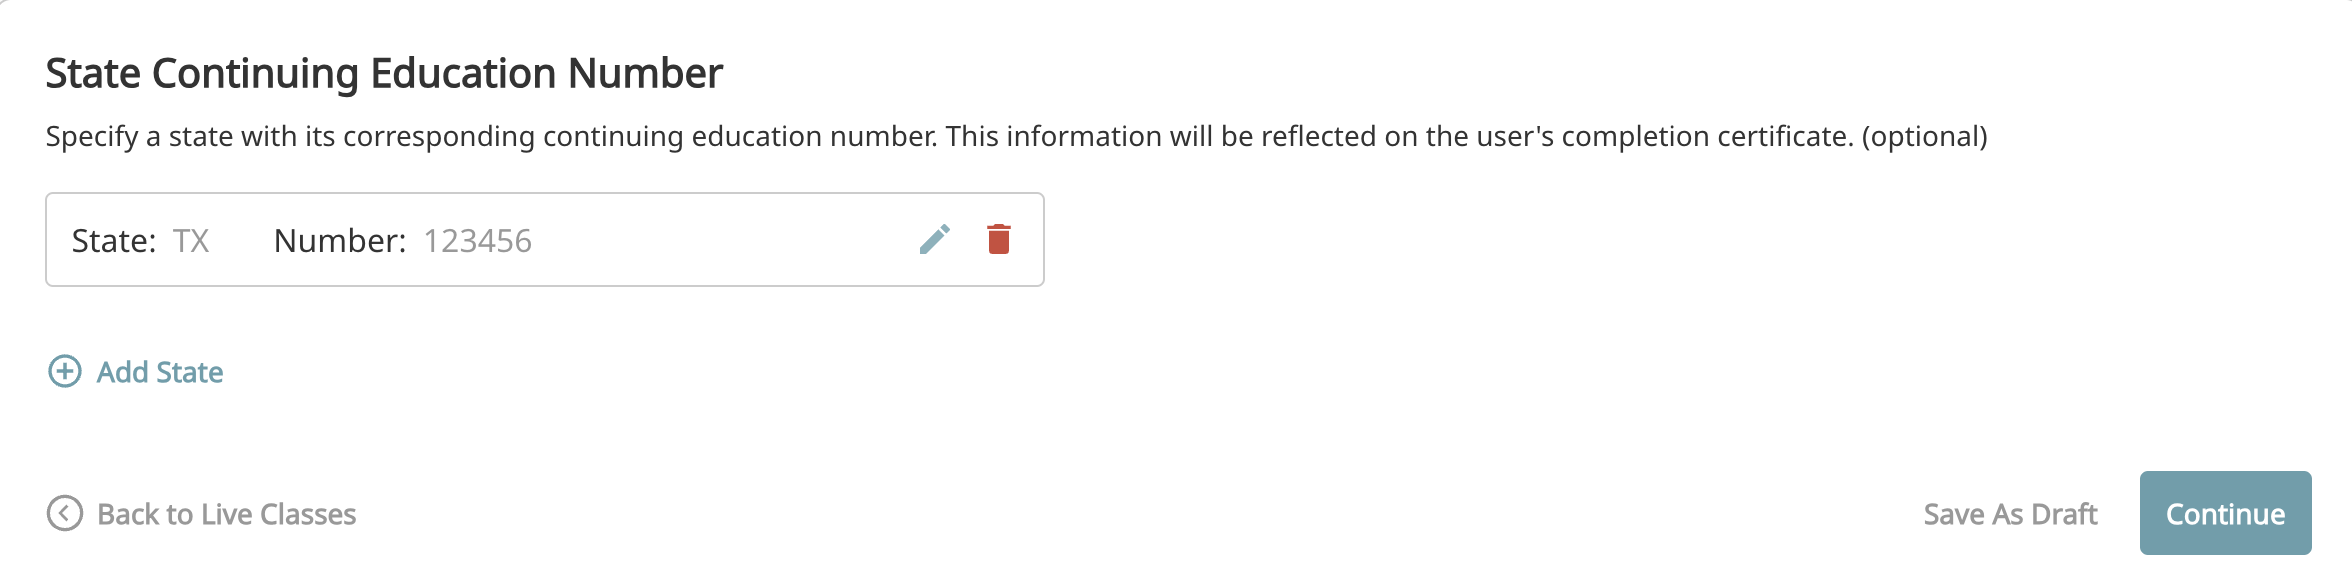 State Continuing Education Number
Specify a state with its corresponding continuing education number. This information will be reflected on the user's completion certificate. (optional)
State: TX Number: 123456
Add State
Back to Live Classes Save As Draft Continue